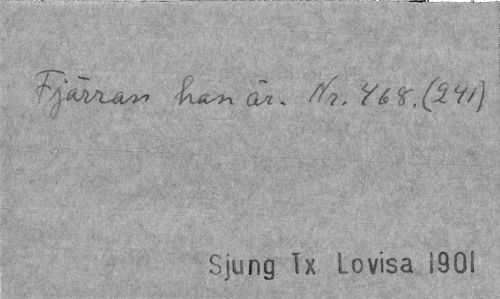 Fjärran han är. Nr. 468. (241)
Sjung Tx Lovisa 1901